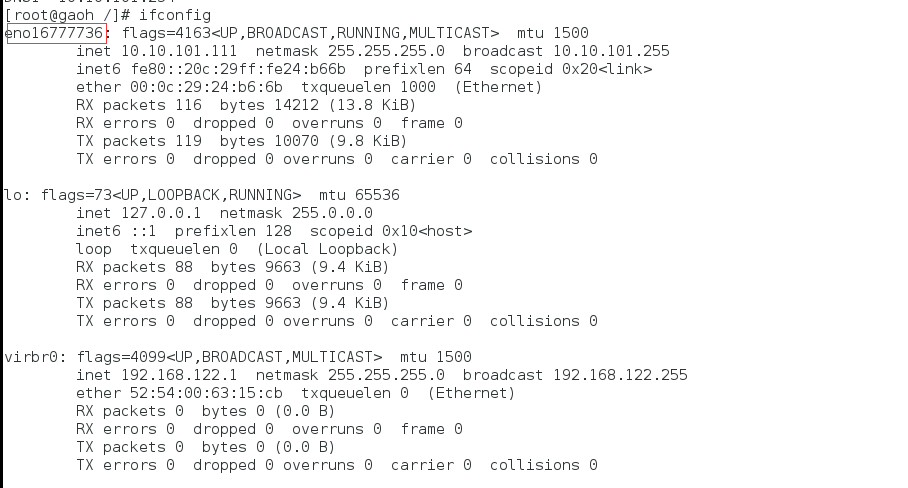 [root@gaoh /]# ifconfig
eno16777736: flags=4163<UP,BROADCAST,RUNNING,MULTICAST>  mtu 1500
        inet 10.10.101.111  netmask 255.255.255.0  broadcast 10.10.101.255
        inet6 fe80::20c:29ff:fe24:b66b  prefixlen 64  scopeid 0x20<link>
        ether 00:0c:29:24:b6:6b  txqueuelen 1000  (Ethernet)
        RX packets 116  bytes 14212 (13.8 KiB)
        RX errors 0  dropped 0  overruns 0  frame 0
        TX packets 119  bytes 10070 (9.8 KiB)
        TX errors 0  dropped 0 overruns 0  carrier 0  collisions 0

lo: flags=73<UP,LOOPBACK,RUNNING>  mtu 65536
        inet 127.0.0.1  netmask 255.0.0.0
        inet6 ::1  prefixlen 128  scopeid 0x10<host>
        loop  txqueuelen 0  (Local Loopback)
        RX packets 88  bytes 9663 (9.4 KiB)
        RX errors 0  dropped 0  overruns 0  frame 0
        TX packets 88  bytes 9663 (9.4 KiB)
        TX errors 0  dropped 0 overruns 0  carrier 0  collisions 0

virbr0: flags=4099<UP,BROADCAST,MULTICAST>  mtu 1500
        inet 192.168.122.1  netmask 255.255.255.0  broadcast 192.168.122.255
        ether 52:54:00:63:15:cb  txqueuelen 0  (Ethernet)
        RX packets 0  bytes 0 (0.0 B)
        RX errors 0  dropped 0  overruns 0  frame 0
        TX packets 0  bytes 0 (0.0 B)
        TX errors 0  dropped 0 overruns 0  carrier 0  collisions 0